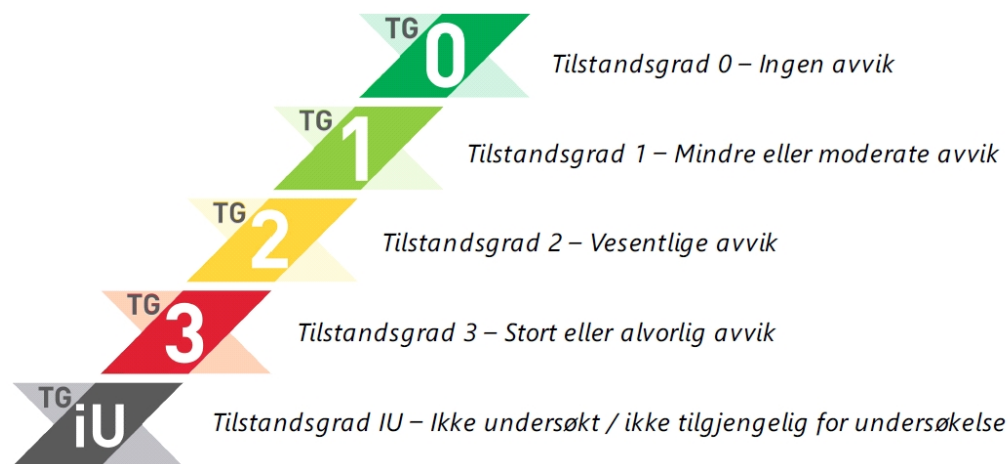 TG 0
Tilstandsgrad 0 – Ingen avvik
TG 1
Tilstandsgrad 1 – Mindre eller moderate avvik
TG 2
Tilstandsgrad 2 – Vesentlige avvik
TG 3
Tilstandsgrad 3 – Stort eller alvorlig avvik
TG iU
Tilstandsgrad IU – Ikke undersøkt / ikke tilgjengelig for undersøkelse